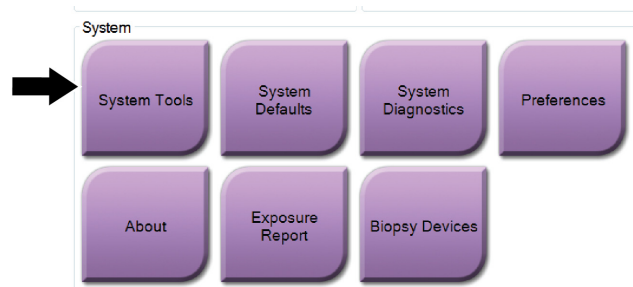 System
System Tools
System
Defaults
System
Diagnostics
Preferences
About
Exposure
Report
Biopsy Devices